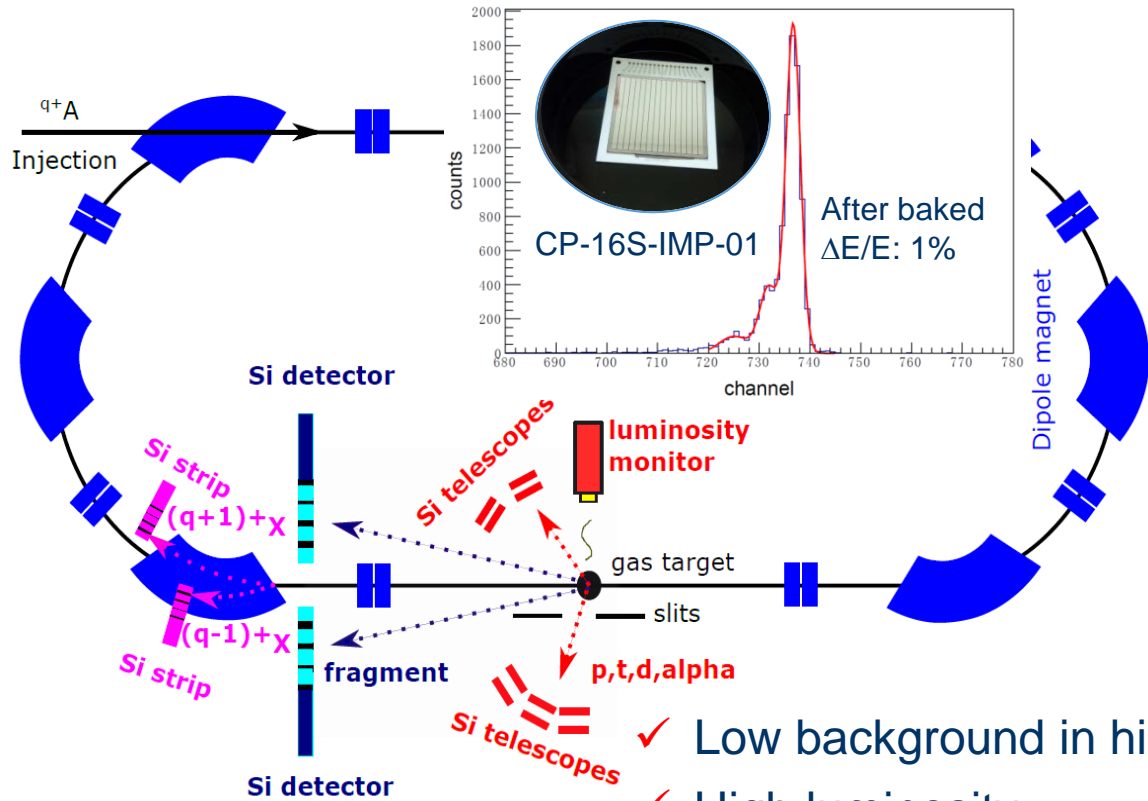 2000
1800
1600
1400
1200
1000
800
600
400
200
0
counts
680 690 700 710 720 730 740 750 760 770 780
channel
CP-16S-IMP-01
After baked
ΔE/E: 1%
q+A
Injection
Dipole magnet
Si detector
Si strip
(q+1)+X
(q-1)+X
Si strip
fragment
Si detector
Si telescopes
luminosity
monitor
gas target
slits
p,t,d,alpha
Si telescopes
✓ Low background in hi
✓ High luminosity